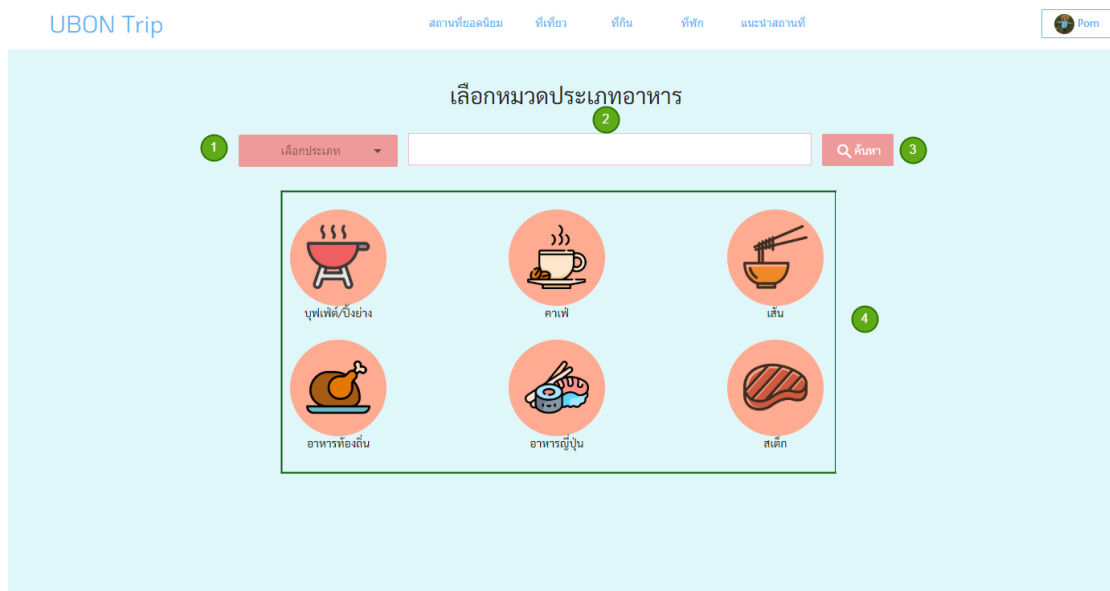 UBON Trip
สถานที่ยอดนิยม ที่เที่ยว ที่กิน ที่พัก แนะนำสถานที่ Pom
เลือกหมวดประเภทอาหาร
2
1 เลือกประเภท ค้นหา 3
บุฟเฟ่ต์/ปิ้งย่าง คาเฟ่ เส้น
4
อาหารท้องถิ่น อาหารญี่ปุ่น สเต็ก